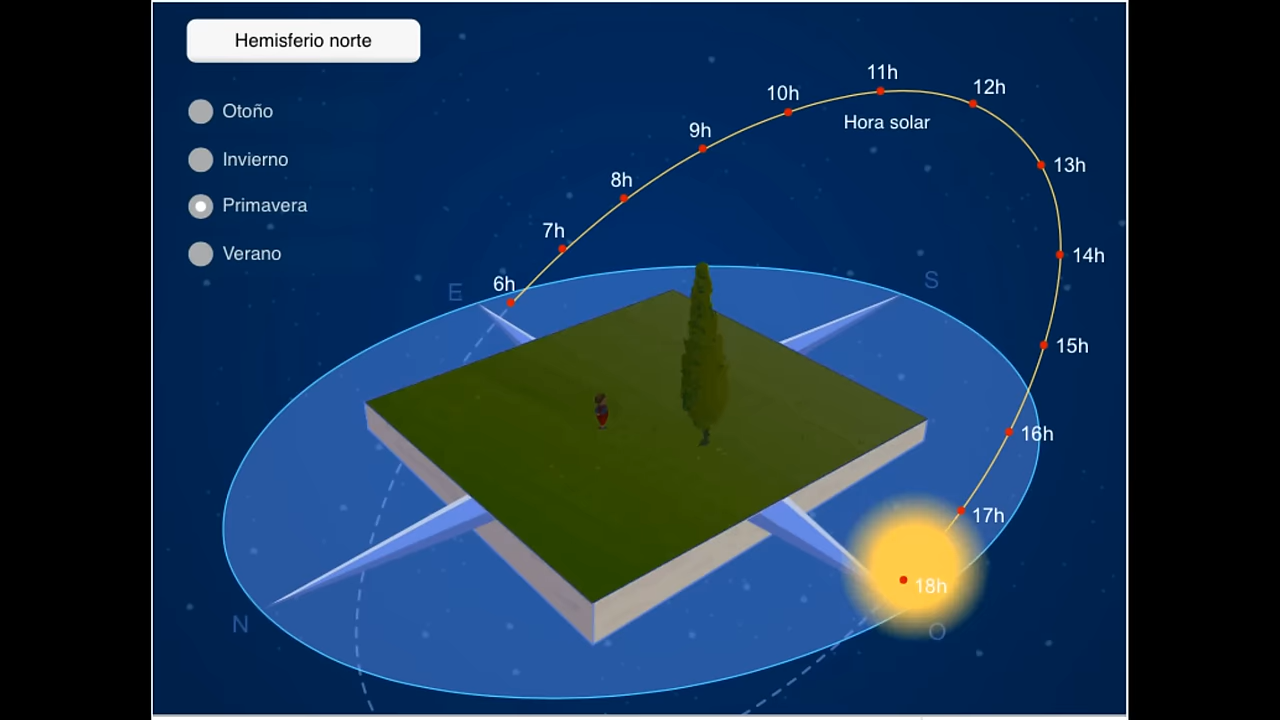 Hemisferio norte
Otoño
Invierno
Primavera
Verano
11h
12h
10h
Hora solar
9h
13h
8h
7h
14h
6h
E
S
15h
16h
17h
18h
N
O